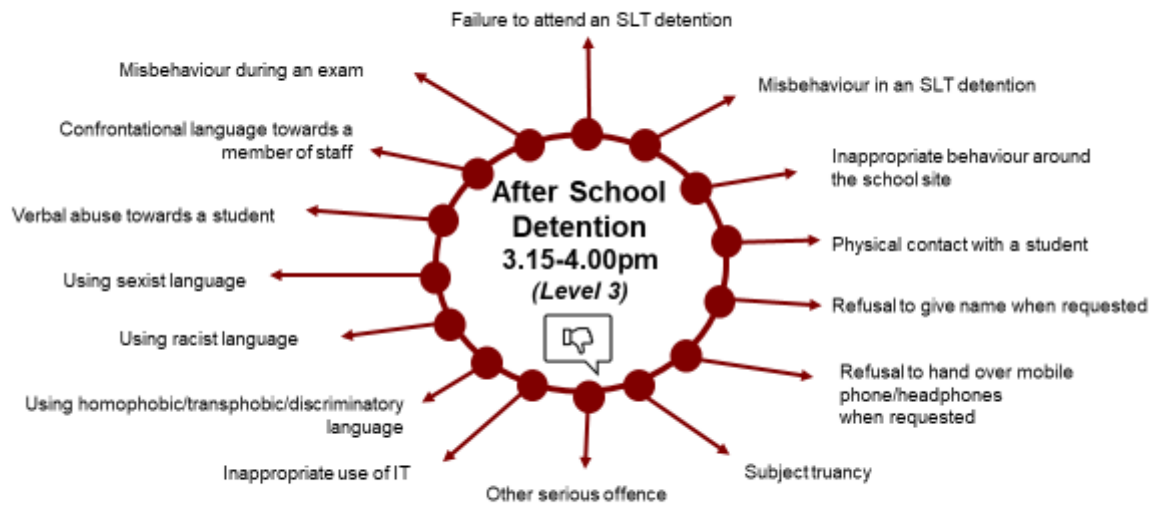 Failure to attend an SLT detention
Misbehaviour during an exam
Misbehaviour in an SLT detention
Confrontational language towards a
member of staff
Inappropriate behaviour around
the school site
After School
Detention
3.15-4.00pm
(Level 3)
Verbal abuse towards a student
Physical contact with a student
Using sexist language
Refusal to give name when requested
Using racist language
Refusal to hand over mobile
phone/headphones
when requested
Using homophobic/transphobic/discriminatory
language
Inappropriate use of IT
Subject truancy
Other serious offence